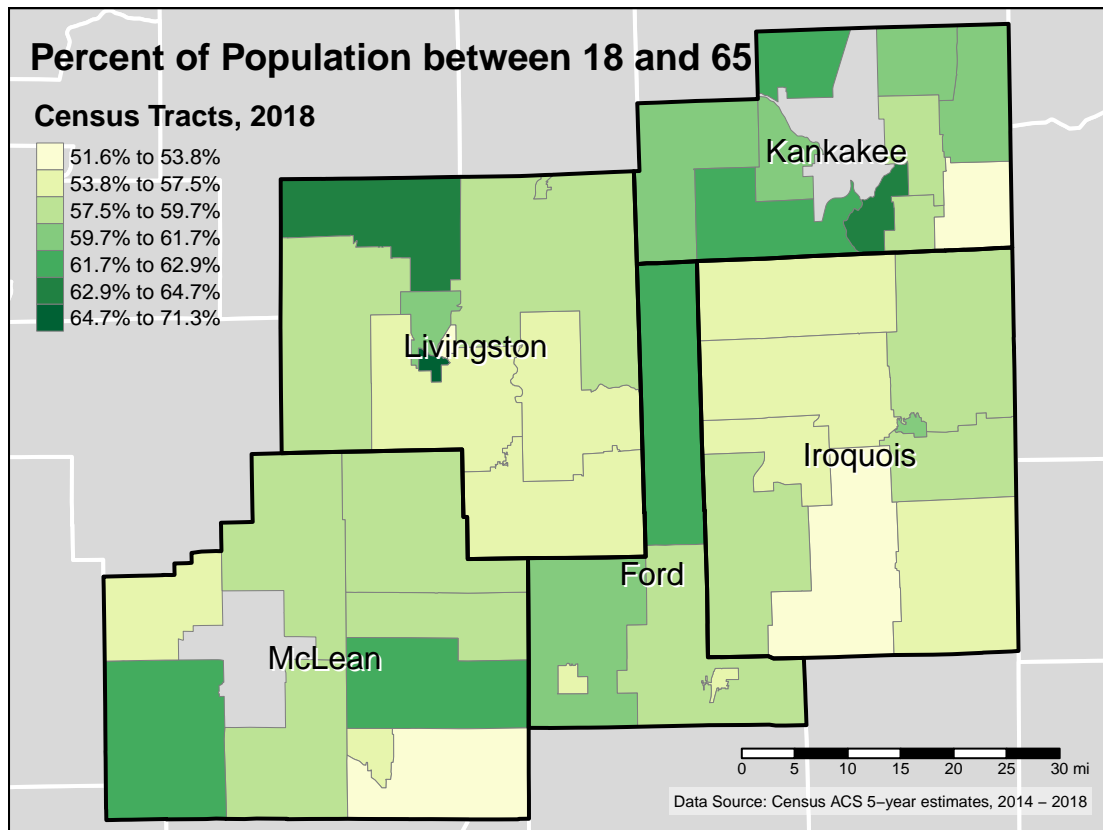 Percent of Population between 18 and 65
Census Tracts, 2018
51.6% to 53.8%
53.8% to 57.5%
57.5% to 59.7%
59.7% to 61.7%
61.7% to 62.9%
62.9% to 64.7%
64.7% to 71.3%
Kankakee
Livingston
Iroquois
Ford
McLean
0 5 10 15 20 25 30 mi
Data Source: Census ACS 5−year estimates, 2014 − 2018